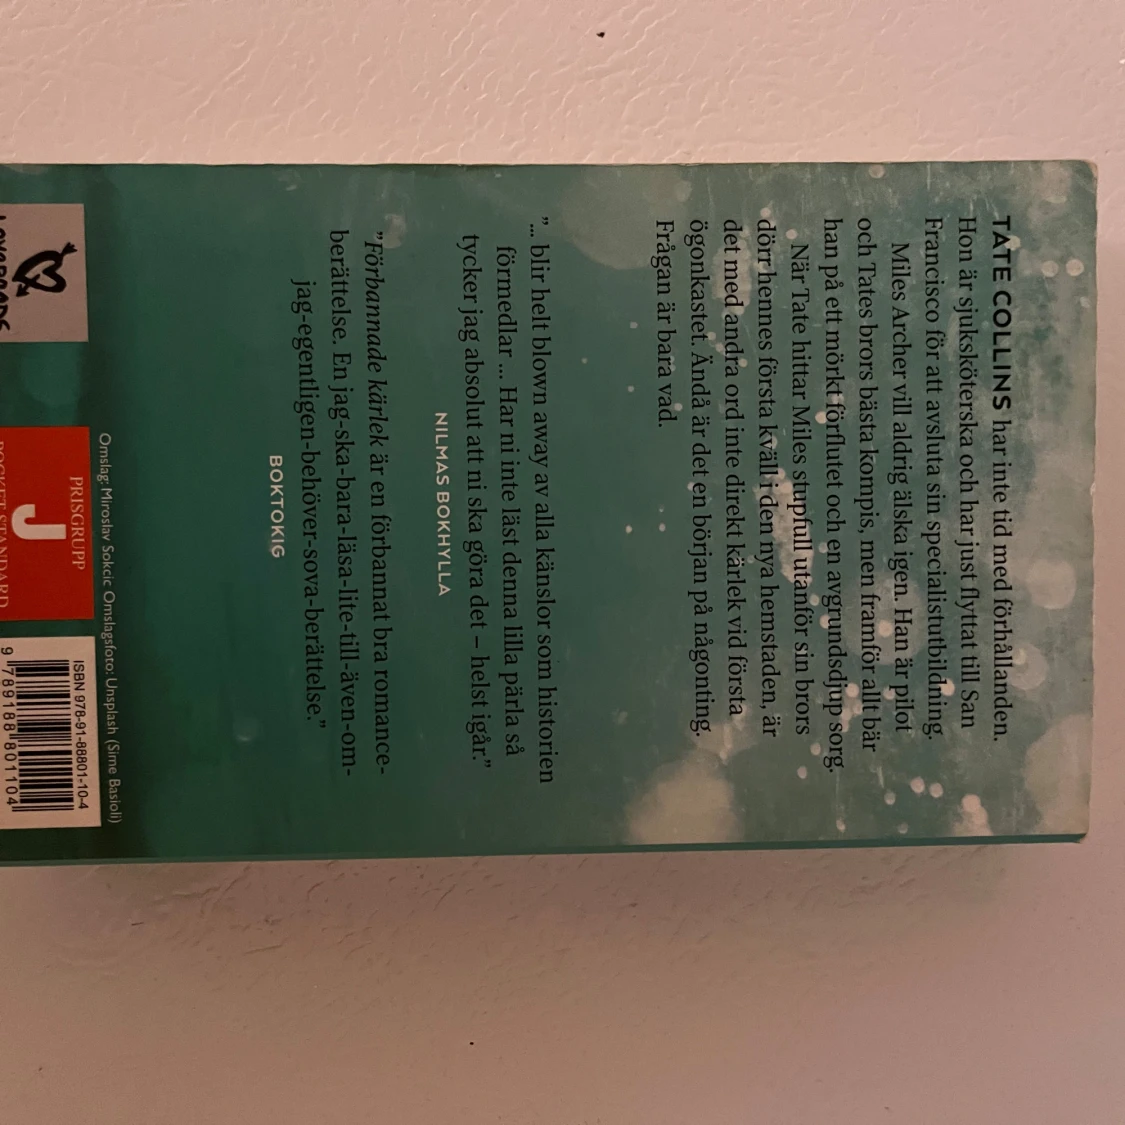 TATE COLLINS har inte tid med förhållanden.
Hon är sjuksköterska och har just flyttat till San
Francisco för att avsluta sin specialistutbildning.
Miles Archer vill aldrig älska igen. Han är pilot
och Tates brors bästa kompis, men framför allt bär
han på ett mörkt förflutet och en avgrundsdjup sorg.
När Tate hittar Miles stupfull utanför sin brors
dörr hennes första kväll i den nya hemstaden, är
det med andra ord inte direkt kärlek vid första
ögonkastet. Ändå är det en början på någonting.
Frågan är bara vad.
”... blir helt blown away av alla känslor som historien
förmedlar ... Har ni inte läst denna lilla pärla så
tycker jag absolut att ni ska göra det – helst igår.”
NILMAS BOKHYLLA
”Förbannade kärlek är en förbannat bra romance-
berättelse. En jag-ska-bara-läsa-lite-till-även-om-
jag-egentligen-behöver-sova-berättelse.”
BOKTOKIG
Omslag: Miroslav Sokcic Omslagsfoto: Unsplash (Sime Basioli)
PRISGRUPP
J
POCKET STANDARD
ISBN 978-91-88801-10-4
9 789188 801104